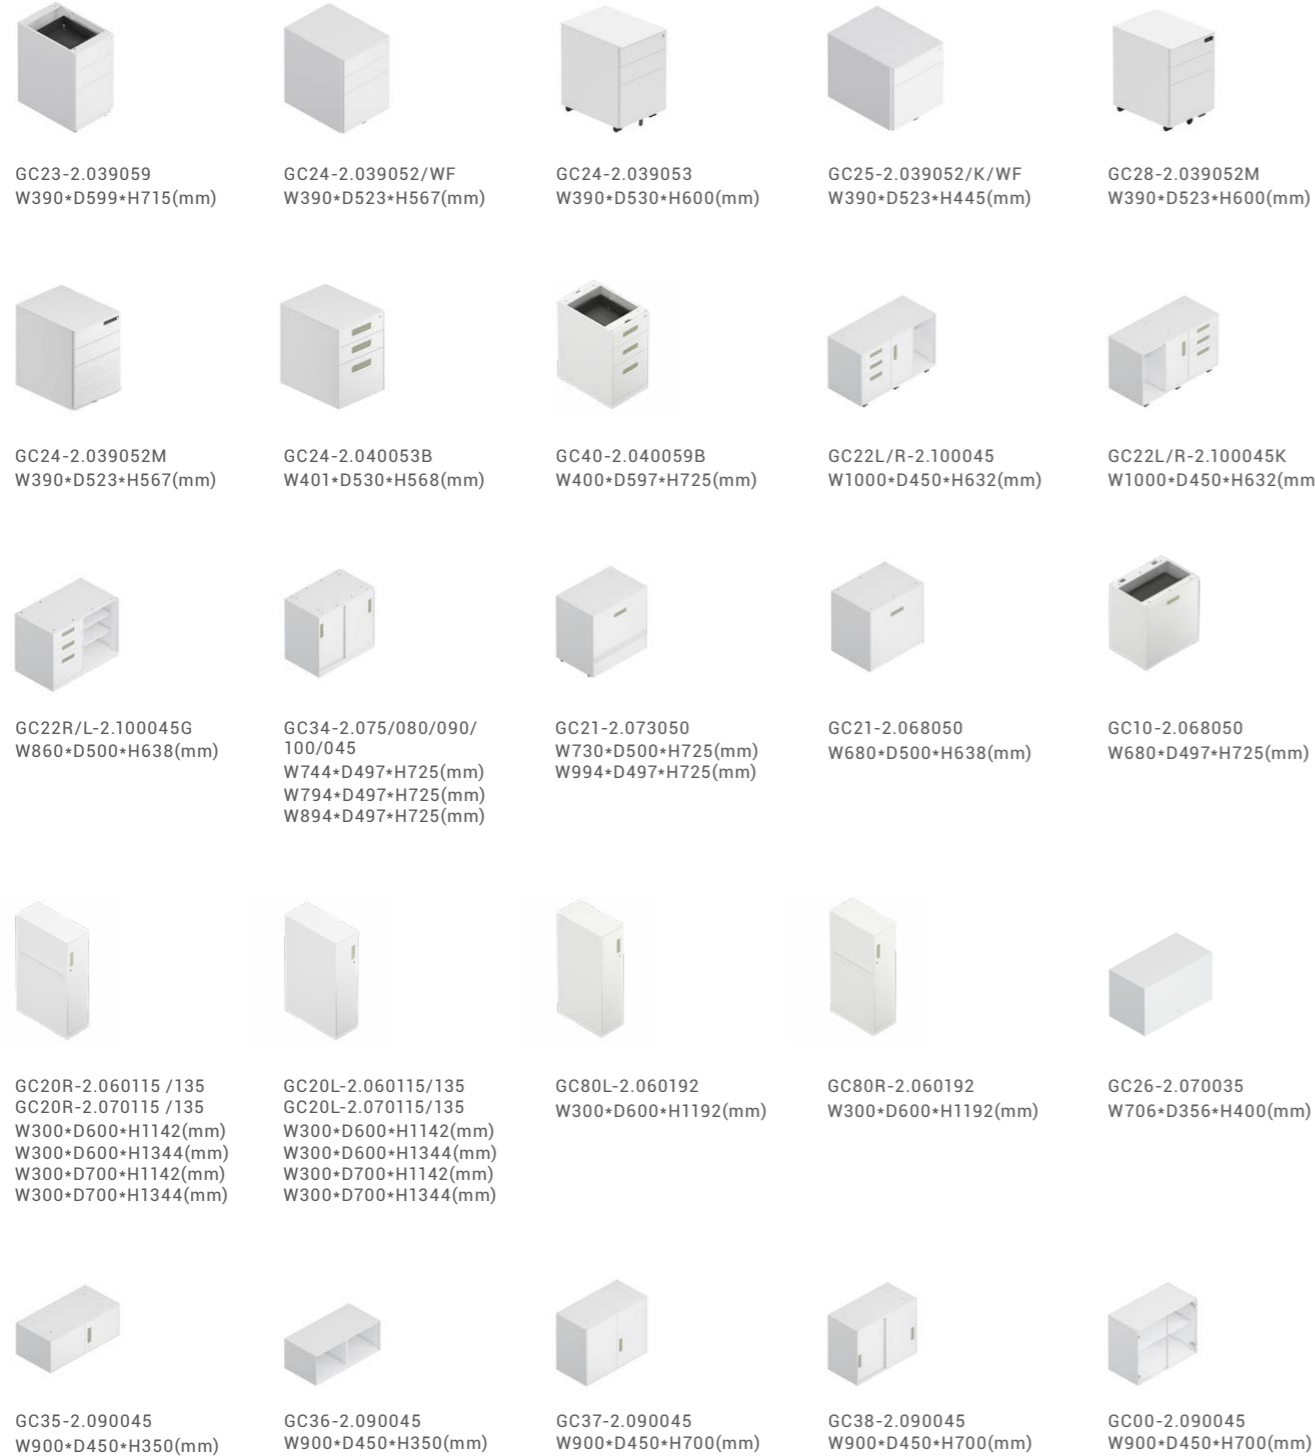 GC23-2.039059
W390*D599*H715(mm)
GC24-2.039052/WF
W390*D523*H567(mm)
GC24-2.039053
W390*D530*H600(mm)
GC25-2.039052/K/WF
W390*D523*H445(mm)
GC28-2.039052M
W390*D523*H600(mm)
GC24-2.039052M
W390*D523*H567(mm)
GC24-2.040053B
W401*D530*H568(mm)
GC40-2.040059B
W400*D597*H725(mm)
GC22L/R-2.100045
W1000*D450*H632(mm)
GC22L/R-2.100045K
W1000*D450*H632(mm
GC22R/L-2.100045G
W860*D500*H638(mm)
GC34-2.075/080/090/
100/045
W744*D497*H725(mm)
W794*D497*H725(mm)
W894*D497*H725(mm)
GC21-2.073050
W730*D500*H725(mm)
W994*D497*H725(mm)
GC21-2.068050
W680*D500*H638(mm)
GC10-2.068050
W680*D497*H725(mm)
GC20R-2.060115 /135
GC20R-2.070115 /135
W300*D600*H1142(mm)
W300*D600*H1344(mm)
W300*D700*H1142(mm)
W300*D700*H1344(mm)
GC20L-2.060115/135
GC20L-2.070115/135
W300*D600*H1142(mm)
W300*D600*H1344(mm)
W300*D700*H1142(mm)
W300*D700*H1344(mm)
GC80L-2.060192
W300*D600*H1192(mm)
GC80R-2.060192
W300*D600*H1192(mm)
GC26-2.070035
W706*D356*H400(mm)
GC35-2.090045
W900*D450*H350(mm)
GC36-2.090045
W900*D450*H350(mm)
GC37-2.090045
W900*D450*H700(mm)
GC38-2.090045
W900*D450*H700(mm)
GC00-2.090045
W900*D450*H700(mm)